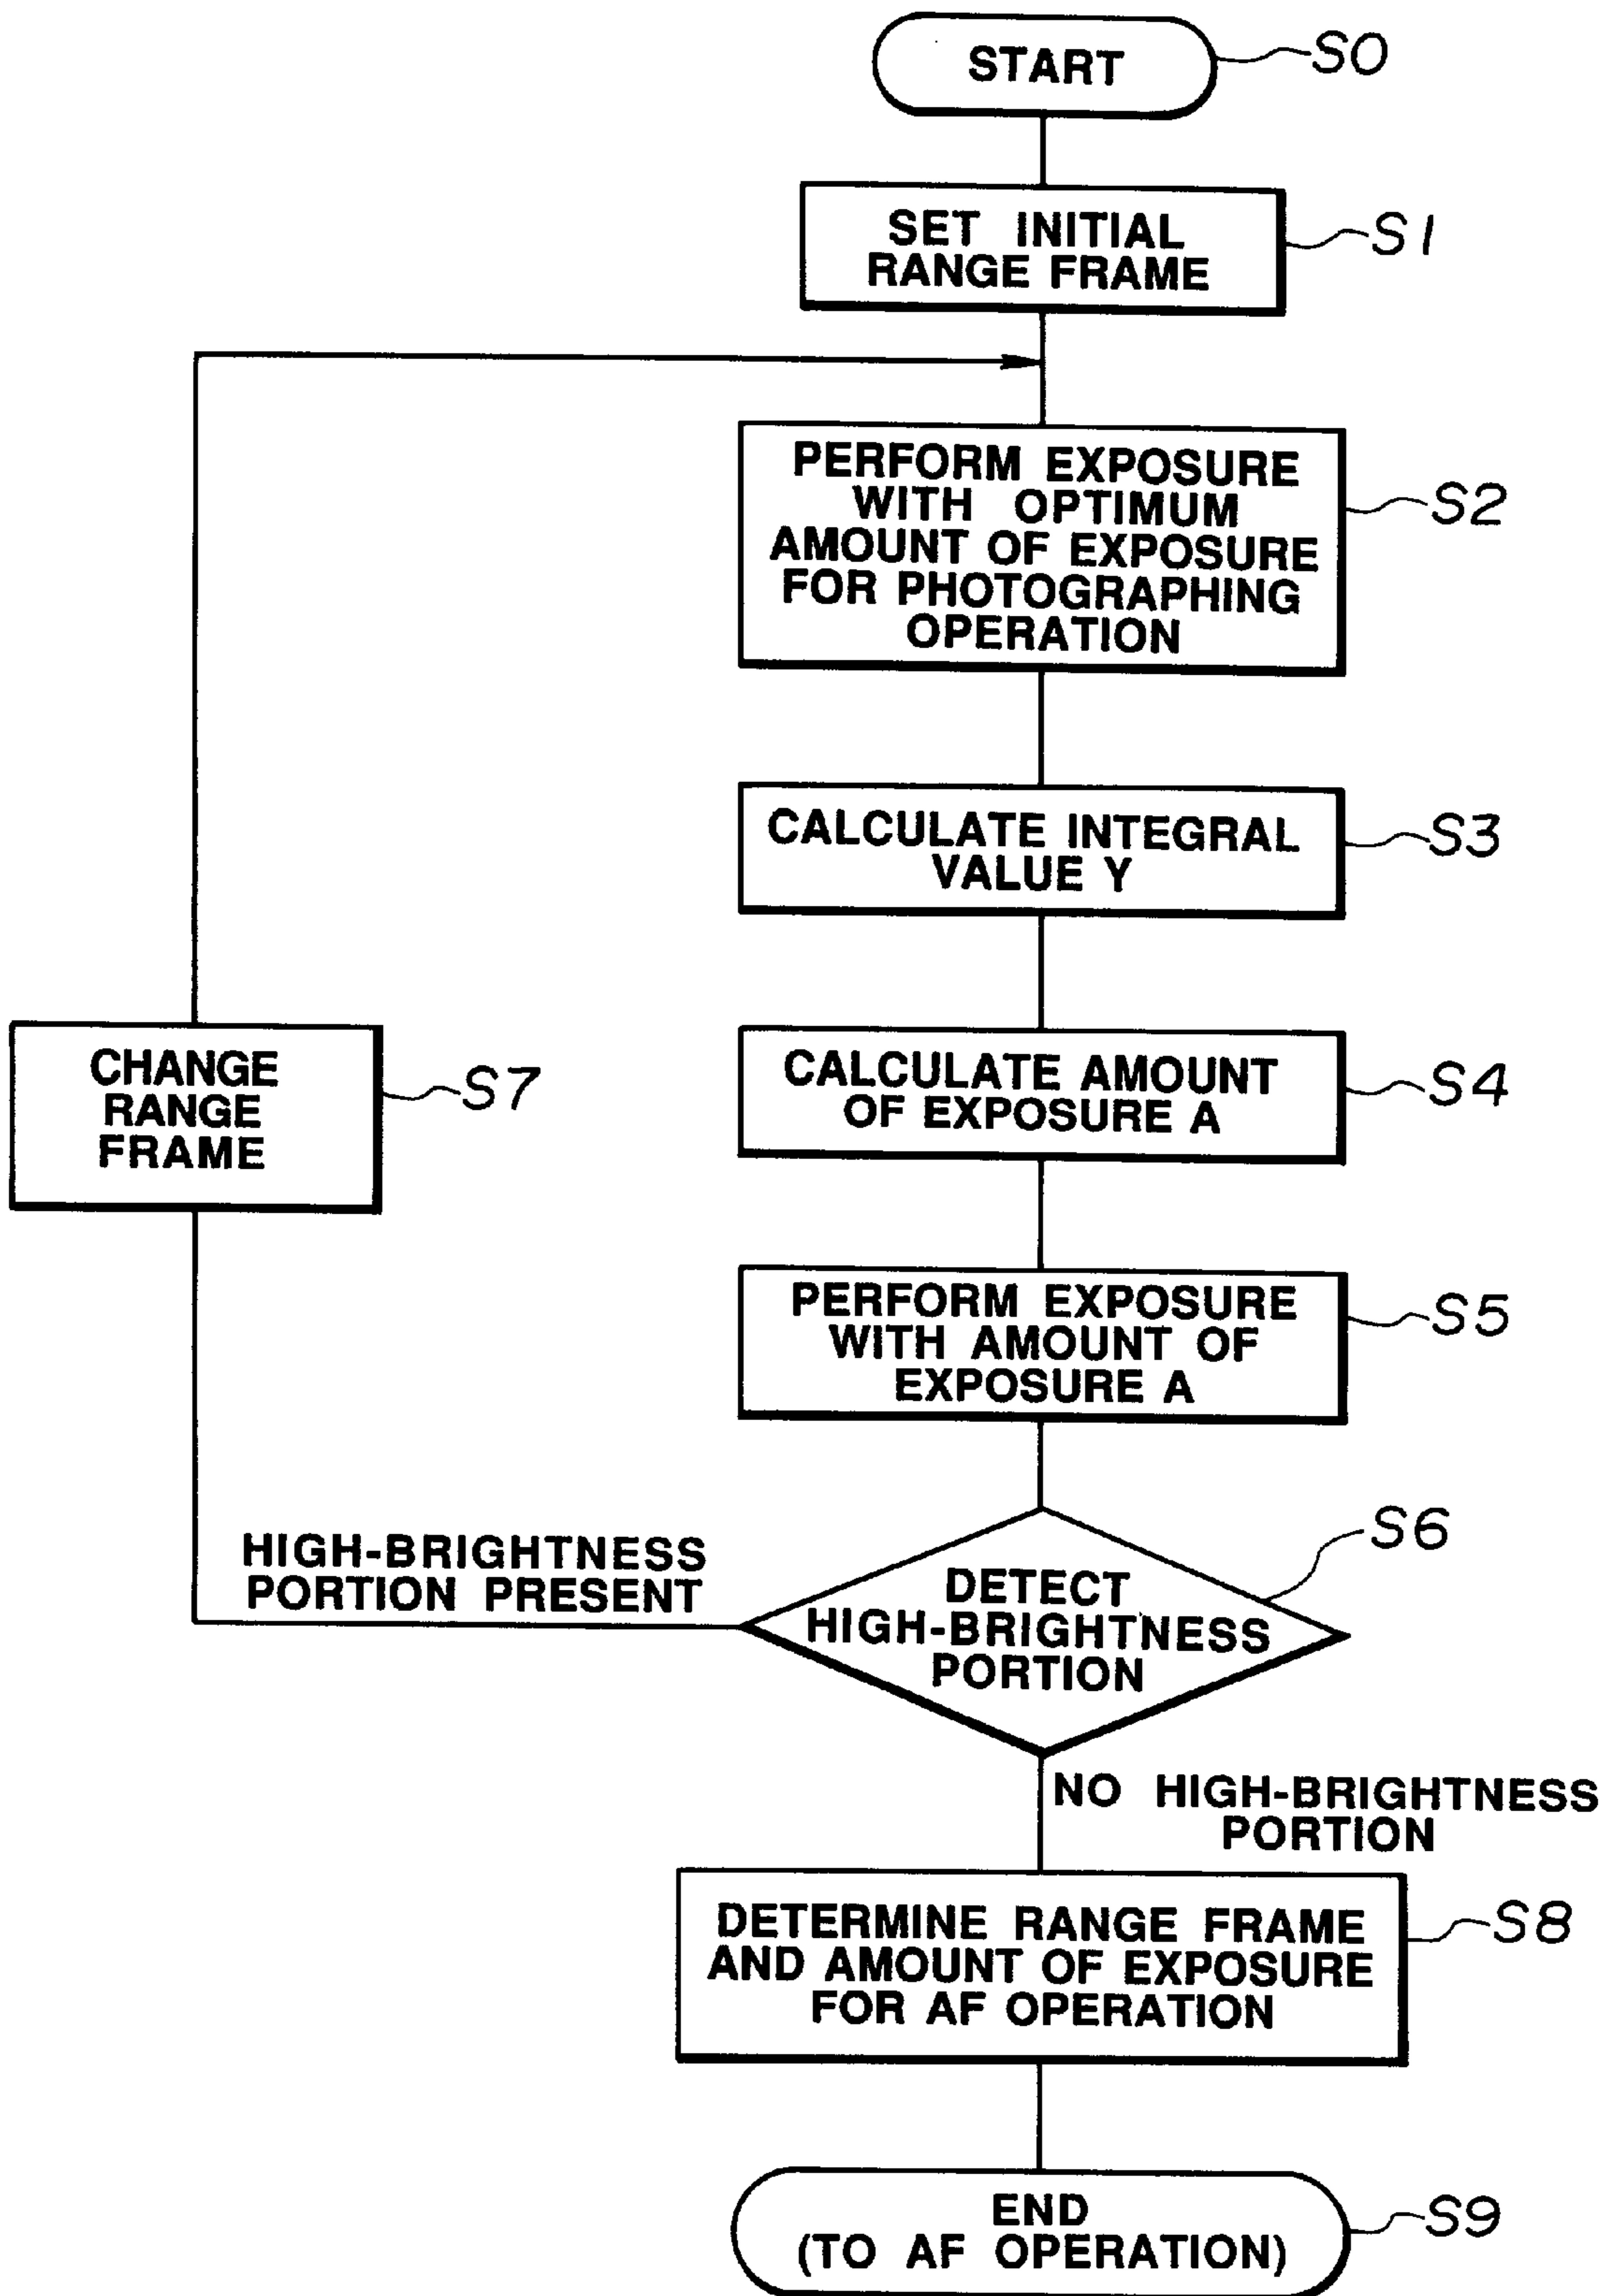 START
S0
SET INITIAL
RANGE FRAME
S1
PERFORM EXPOSURE
WITH OPTIMUM
AMOUNT OF EXPOSURE
FOR PHOTOGRAPHING
OPERATION
S2
CALCULATE INTEGRAL
VALUE Y
S3
CALCULATE AMOUNT
OF EXPOSURE A
S4
CHANGE
RANGE
FRAME
S7
PERFORM EXPOSURE
WITH AMOUNT OF
EXPOSURE A
S5
HIGH-BRIGHTNESS
PORTION PRESENT
DETECT
HIGH-BRIGHTNESS
PORTION
S6
NO HIGH-BRIGHTNESS
PORTION
DETERMINE RANGE FRAME
AND AMOUNT OF EXPOSURE
FOR AF OPERATION
S8
END
(TO AF OPERATION)
S9